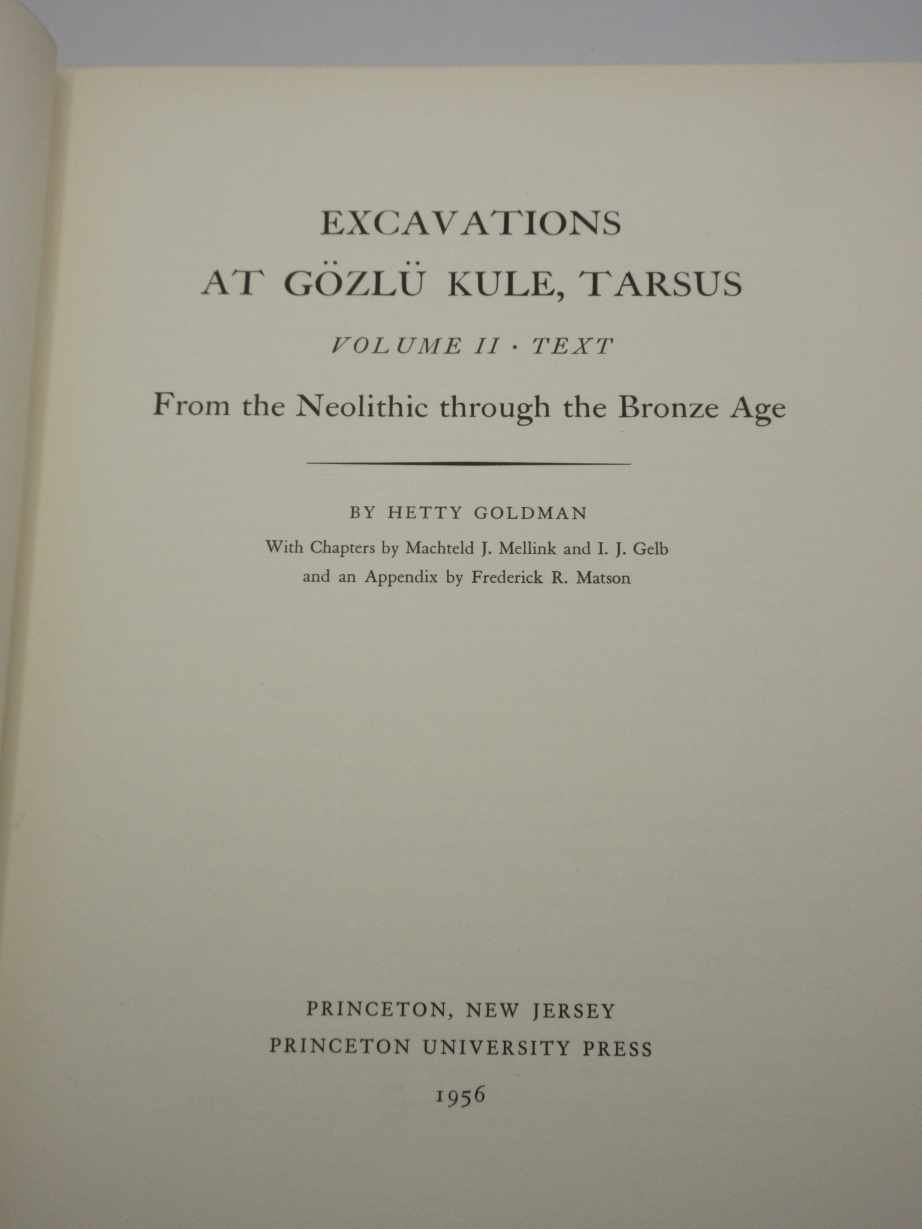 EXCAVATIONS
AT GÖZLÜ KULE, TARSUS
VOLUME II · TEXT
From the Neolithic through the Bronze Age
BY HETTY GOLDMAN
With Chapters by Machteld J. Mellink and I. J. Gelb
and an Appendix by Frederick R. Matson
PRINCETON, NEW JERSEY
PRINCETON UNIVERSITY PRESS
1956